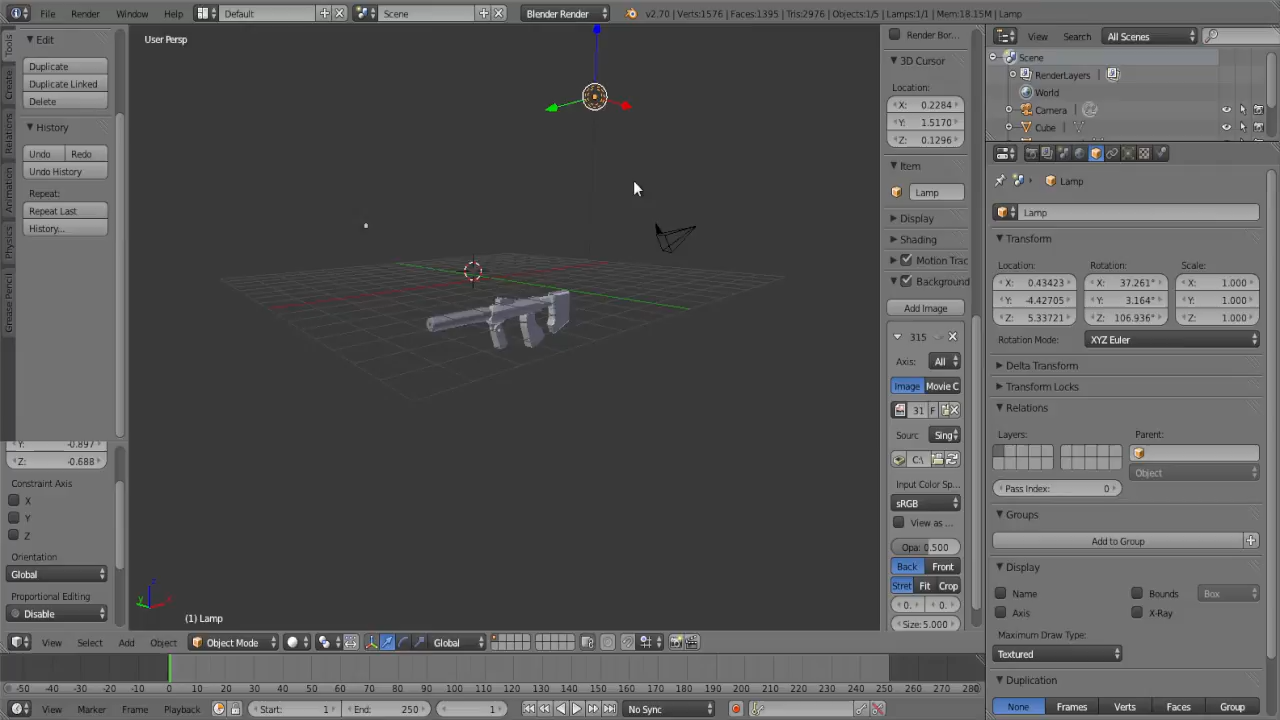 File Render Window Help Default Scene Blender Render v2.70 | Verts:1576 | Faces:1395 | Tris:2976 | Objects:1/5 | Lamps:1/1 | Mem:18.15M | Lamp
Tools
Create
Relations
Animation
Physics
Grease Pencil
Edit
Duplicate
Duplicate Linked
Delete
History
Undo Redo
Undo History
Repeat:
Repeat Last
History...
Y: -0.897
Z: -0.688
Constraint Axis
X
Y
Z
Orientation
Global
Proportional Editing
Disable
User Persp
z
y
x
(1) Lamp
Render Bor...
3D Cursor
Location:
X: 0.2284
Y: 1.5170
Z: 0.1296
Item
Lamp
Display
Shading
Motion Trac
Background
Add Image
315
Axis: All
Image Movie C
31 F
Sourc Sing
C:\
Input Color Sp...
sRGB
View as ...
Opa: 0.500
Back Front
Stret Fit Crop
0. 0.
Size: 5.000
View Search All Scenes
Scene
RenderLayers
World
Camera
Cube
Lamp
Lamp
Transform
Location: Rotation: Scale:
X: 0.43423 X: 37.261° X: 1.000
Y: -4.42705 Y: 3.164° Y: 1.000
Z: 5.33721 Z: 106.936° Z: 1.000
Rotation Mode: XYZ Euler
Delta Transform
Transform Locks
Relations
Layers: Parent:
Object
Pass Index: 0
Groups
Add to Group
Display
Name Bounds Box
Axis X-Ray
Maximum Draw Type:
Textured
Duplication
None Frames Verts Faces Group
View Select Add Object Object Mode Global
-50 -40 -30 -20 -10 0 10 20 30 40 50 60 70 80 90 100 110 120 130 140 150 160 170 180 190 200 210 220 230 240 250 260 270 280
View Marker Frame Playback Start: 1 End: 250 1 No Sync